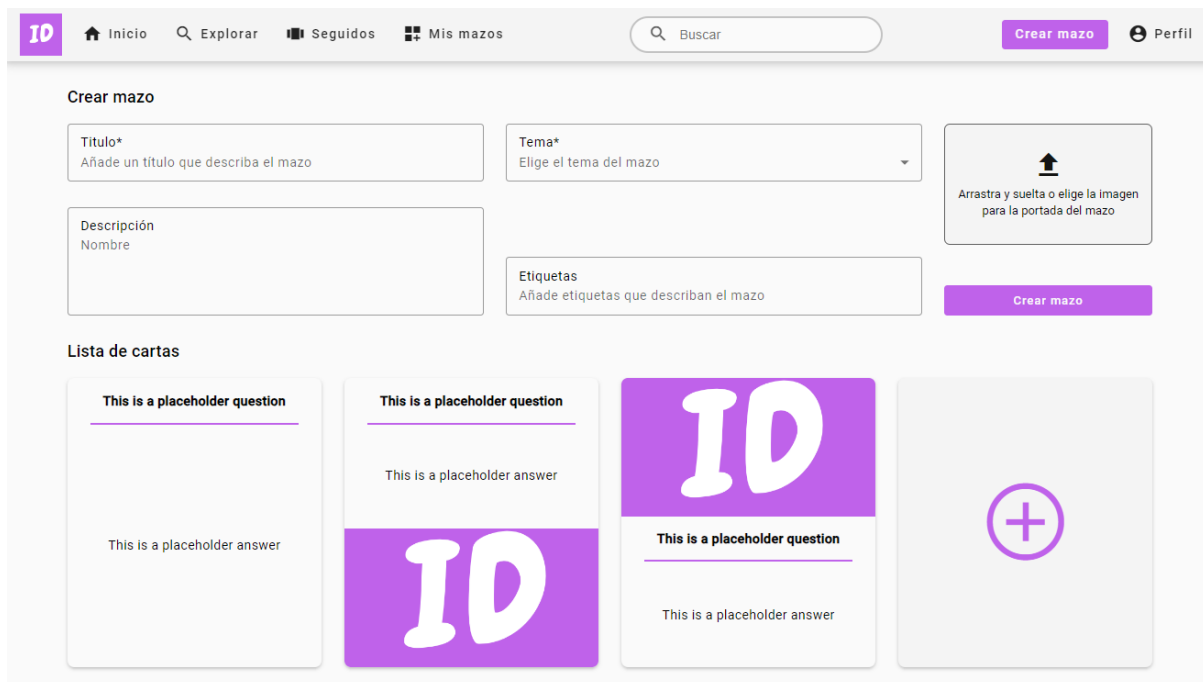 ID
Inicio
Explorar
Seguidos
Mis mazos
Buscar
Crear mazo
Perfil
Crear mazo
Titulo*
Añade un título que describa el mazo
Tema*
Elige el tema del mazo
Arrastra y suelta o elige la imagen
para la portada del mazo
Descripción
Nombre
Etiquetas
Añade etiquetas que describan el mazo
Crear mazo
Lista de cartas
This is a placeholder question
This is a placeholder answer
This is a placeholder question
This is a placeholder answer
ID
ID
This is a placeholder question
This is a placeholder answer